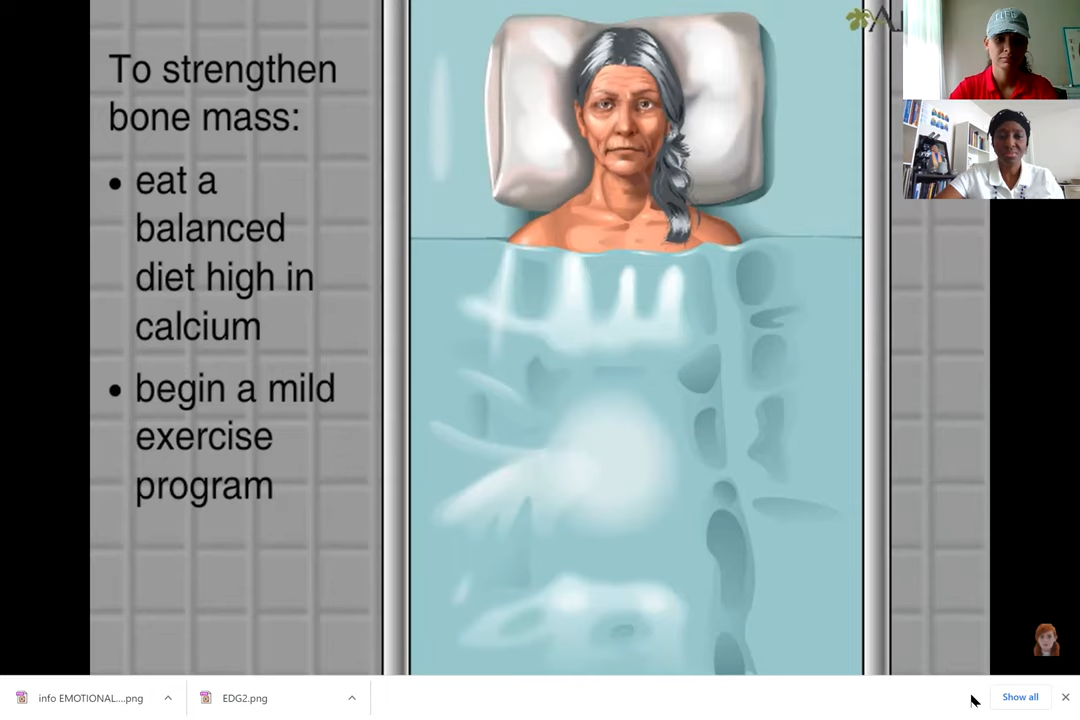 To strengthen
bone mass:
• eat a
balanced
diet high in
calcium
• begin a mild
exercise
program
info EMOTIONAL....png
EDG2.png
Show all